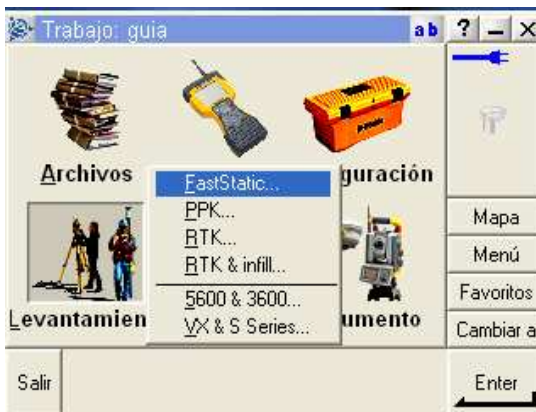 Trabajo: guia
ab
?
Archivos
guración
FastStatic...
PPK...
RTK...
RTK & infill...
5600 & 3600...
VX & S Series...
Levantamien
umento
Mapa
Menú
Favoritos
Cambiar a
Salir
Enter